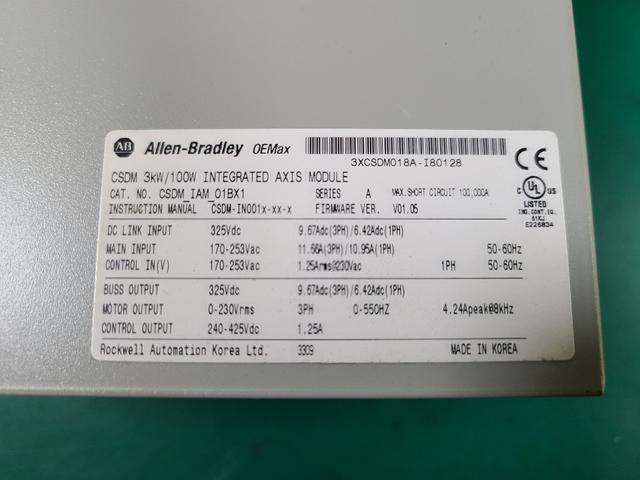 AB Allen-Bradley OEMax
3XCSDM018A-I80128
CSDM 3kW/100W INTEGRATED AXIS MODULE
CAT. NO. CSDM_IAM_01BX1 SERIES A MAX.SHORT CIRCUIT 100,000A
INSTRUCTION MANUAL CSDM-IN001x-xx-x FIRMWARE VER. V01.05
CE
C UL US
LISTED
IND. CONT. EQ.
61KJ
E226834
DC LINK INPUT 325Vdc 9.67Adc(3PH)/6.42Adc(1PH)
MAIN INPUT 170-253Vac 11.66A(3PH)/10.95A(1PH) 50-60Hz
CONTROL IN(V) 170-253Vac 1.25Arms@230Vac 1PH 50-60Hz
BUSS OUTPUT 325Vdc 9.67Adc(3PH)/6.42Adc(1PH)
MOTOR OUTPUT 0-230Vrms 3PH 0-550HZ 4.24Apeak@8kHz
CONTROL OUTPUT 240-425Vdc 1.25A
Rockwell Automation Korea Ltd. 3309 MADE IN KOREA